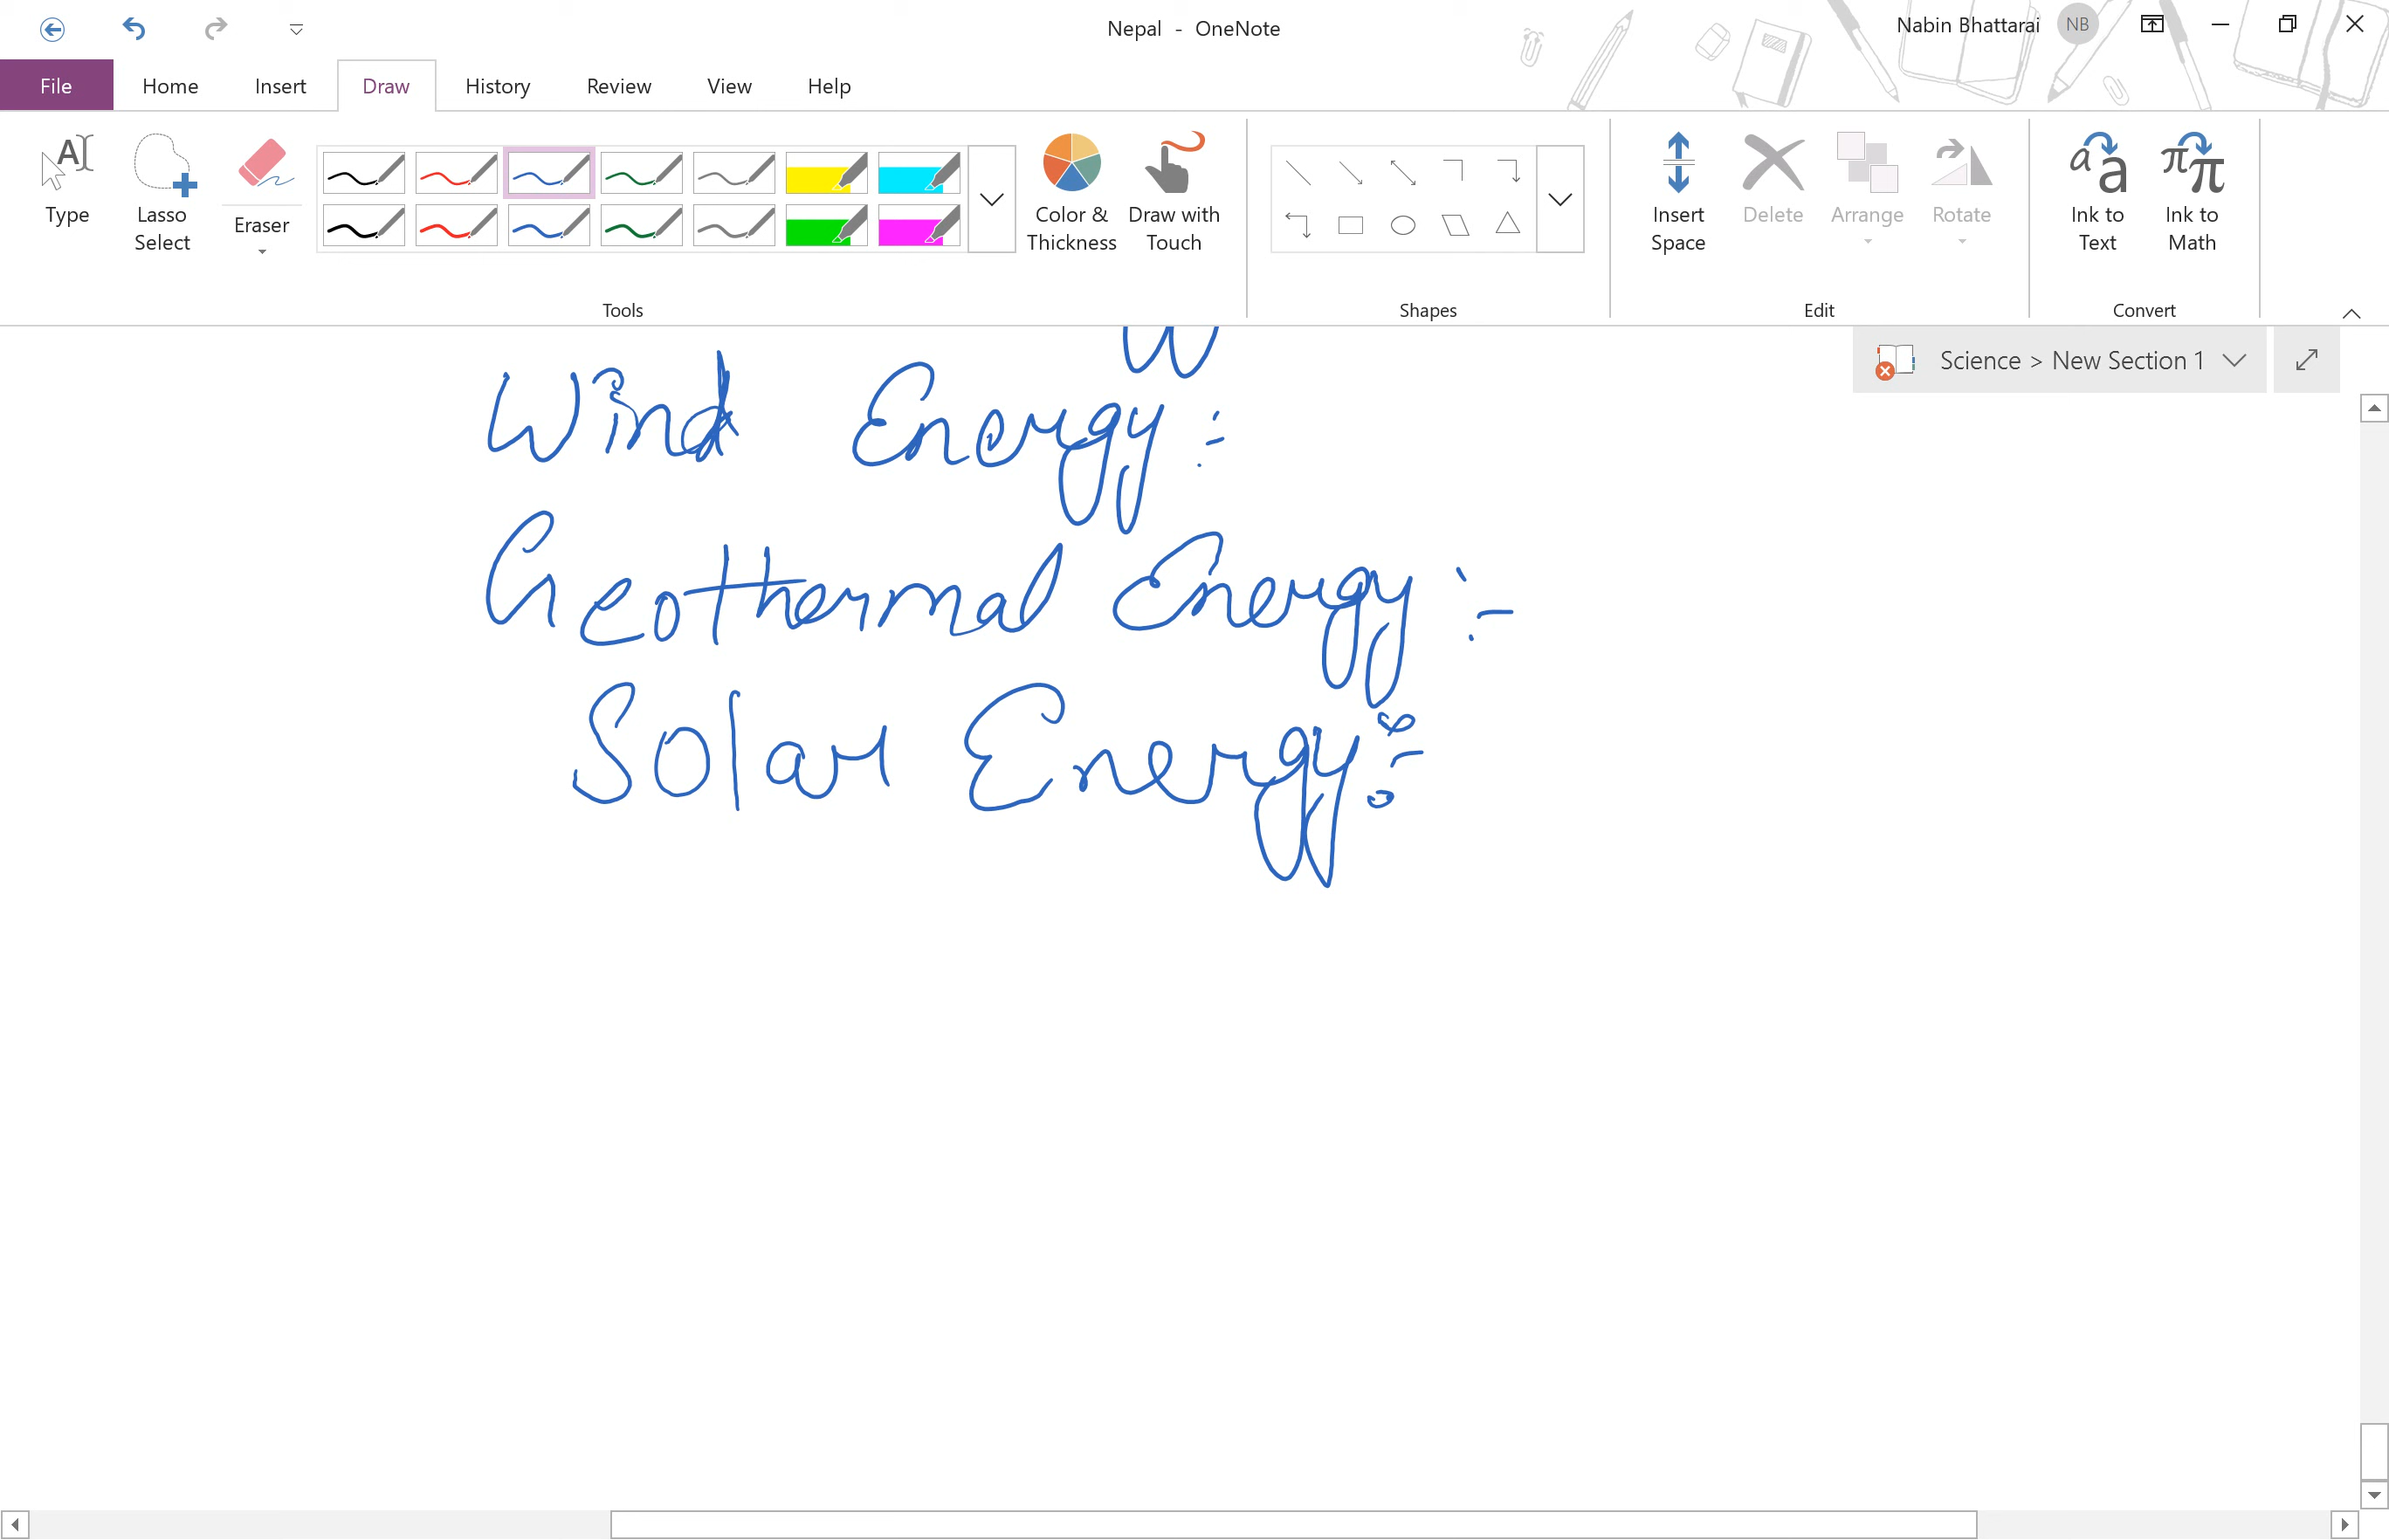 Nepal - OneNote
Nabin Bhattarai NB
File Home Insert Draw History Review View Help
Type
Lasso Select
Eraser
Color & Thickness
Draw with Touch
Insert Space
Delete
Arrange
Rotate
Ink to Text
Ink to Math
Tools Shapes Edit Convert
Science > New Section 1
Wind Energy :-
Geothermal Energy :-
Solar Energy :-